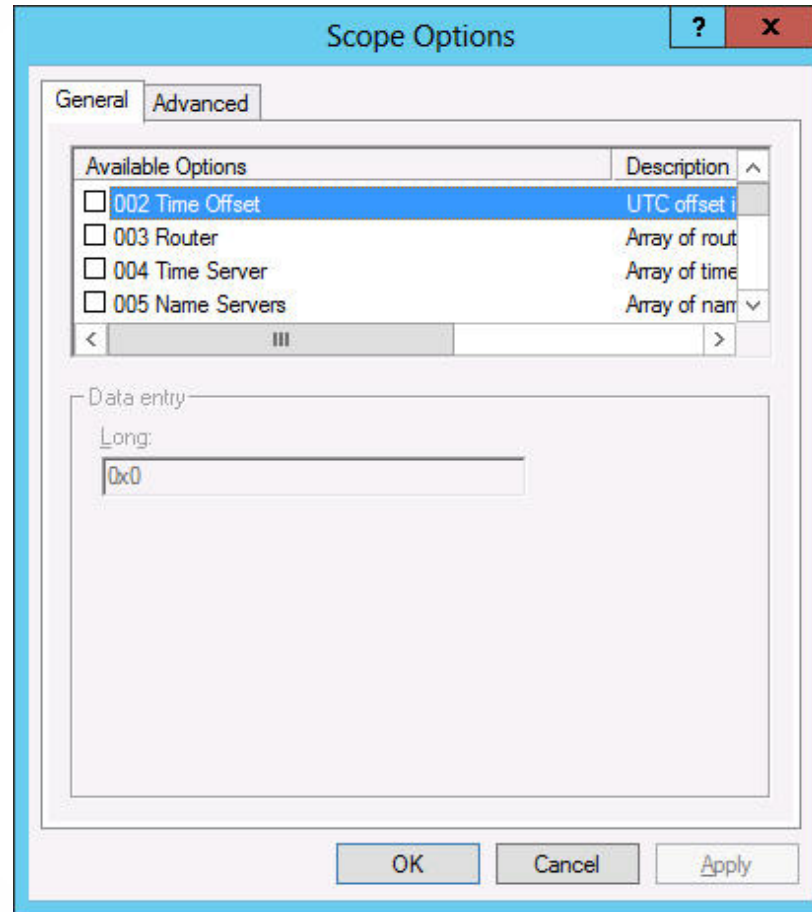 Scope Options
?
x
General
Advanced
Available Options
Description
002 Time Offset
UTC offset i
003 Router
Array of rout
004 Time Server
Array of time
005 Name Servers
Array of nam
Data entry
Long:
0x0
OK
Cancel
Apply